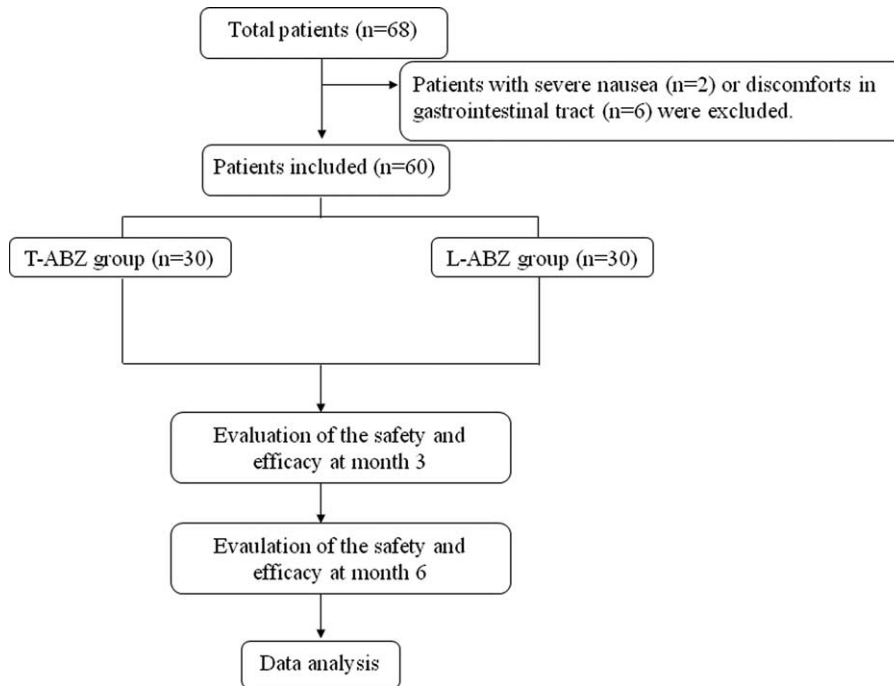 Total patients (n=68)
Patients with severe nausea (n=2) or discomforts in
gastrointestinal tract (n=6) were excluded.
Patients included (n=60)
T-ABZ group (n=30)
L-ABZ group (n=30)
Evaluation of the safety and
efficacy at month 3
Evaulation of the safety and
efficacy at month 6
Data analysis